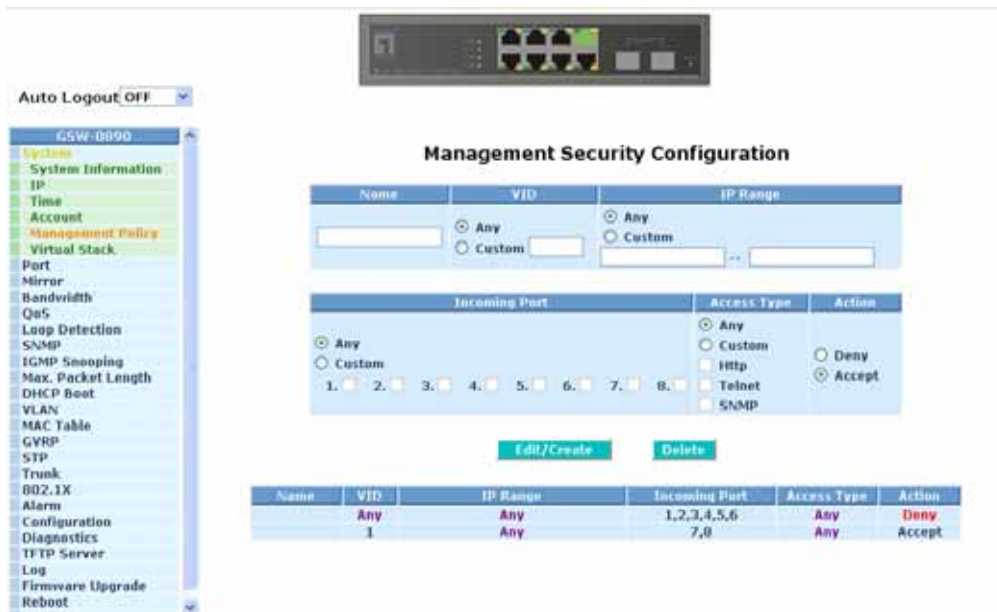 Auto Logout OFF
GSW-0890
System
System Information
IP
Time
Account
Management Policy
Virtual Stack
Port
Mirror
Bandwidth
QoS
Loop Detection
SNMP
IGMP Snooping
Max. Packet Length
DHCP Boot
VLAN
MAC Table
GVRP
STP
Trunk
802.1X
Alarm
Configuration
Diagnostics
TFTP Server
Log
Firmware Upgrade
Reboot
Management Security Configuration
Name VID IP Range
Any
Custom
Any
Custom
--
Incoming Port Access Type Action
Any
Custom
1. 2. 3. 4. 5. 6. 7. 8.
Any
Custom
Http
Telnet
SNMP
Deny
Accept
Edit/Create Delete
Name VID IP Range Incoming Port Access Type Action
Any Any 1,2,3,4,5,6 Any Deny
1 Any 7,8 Any Accept